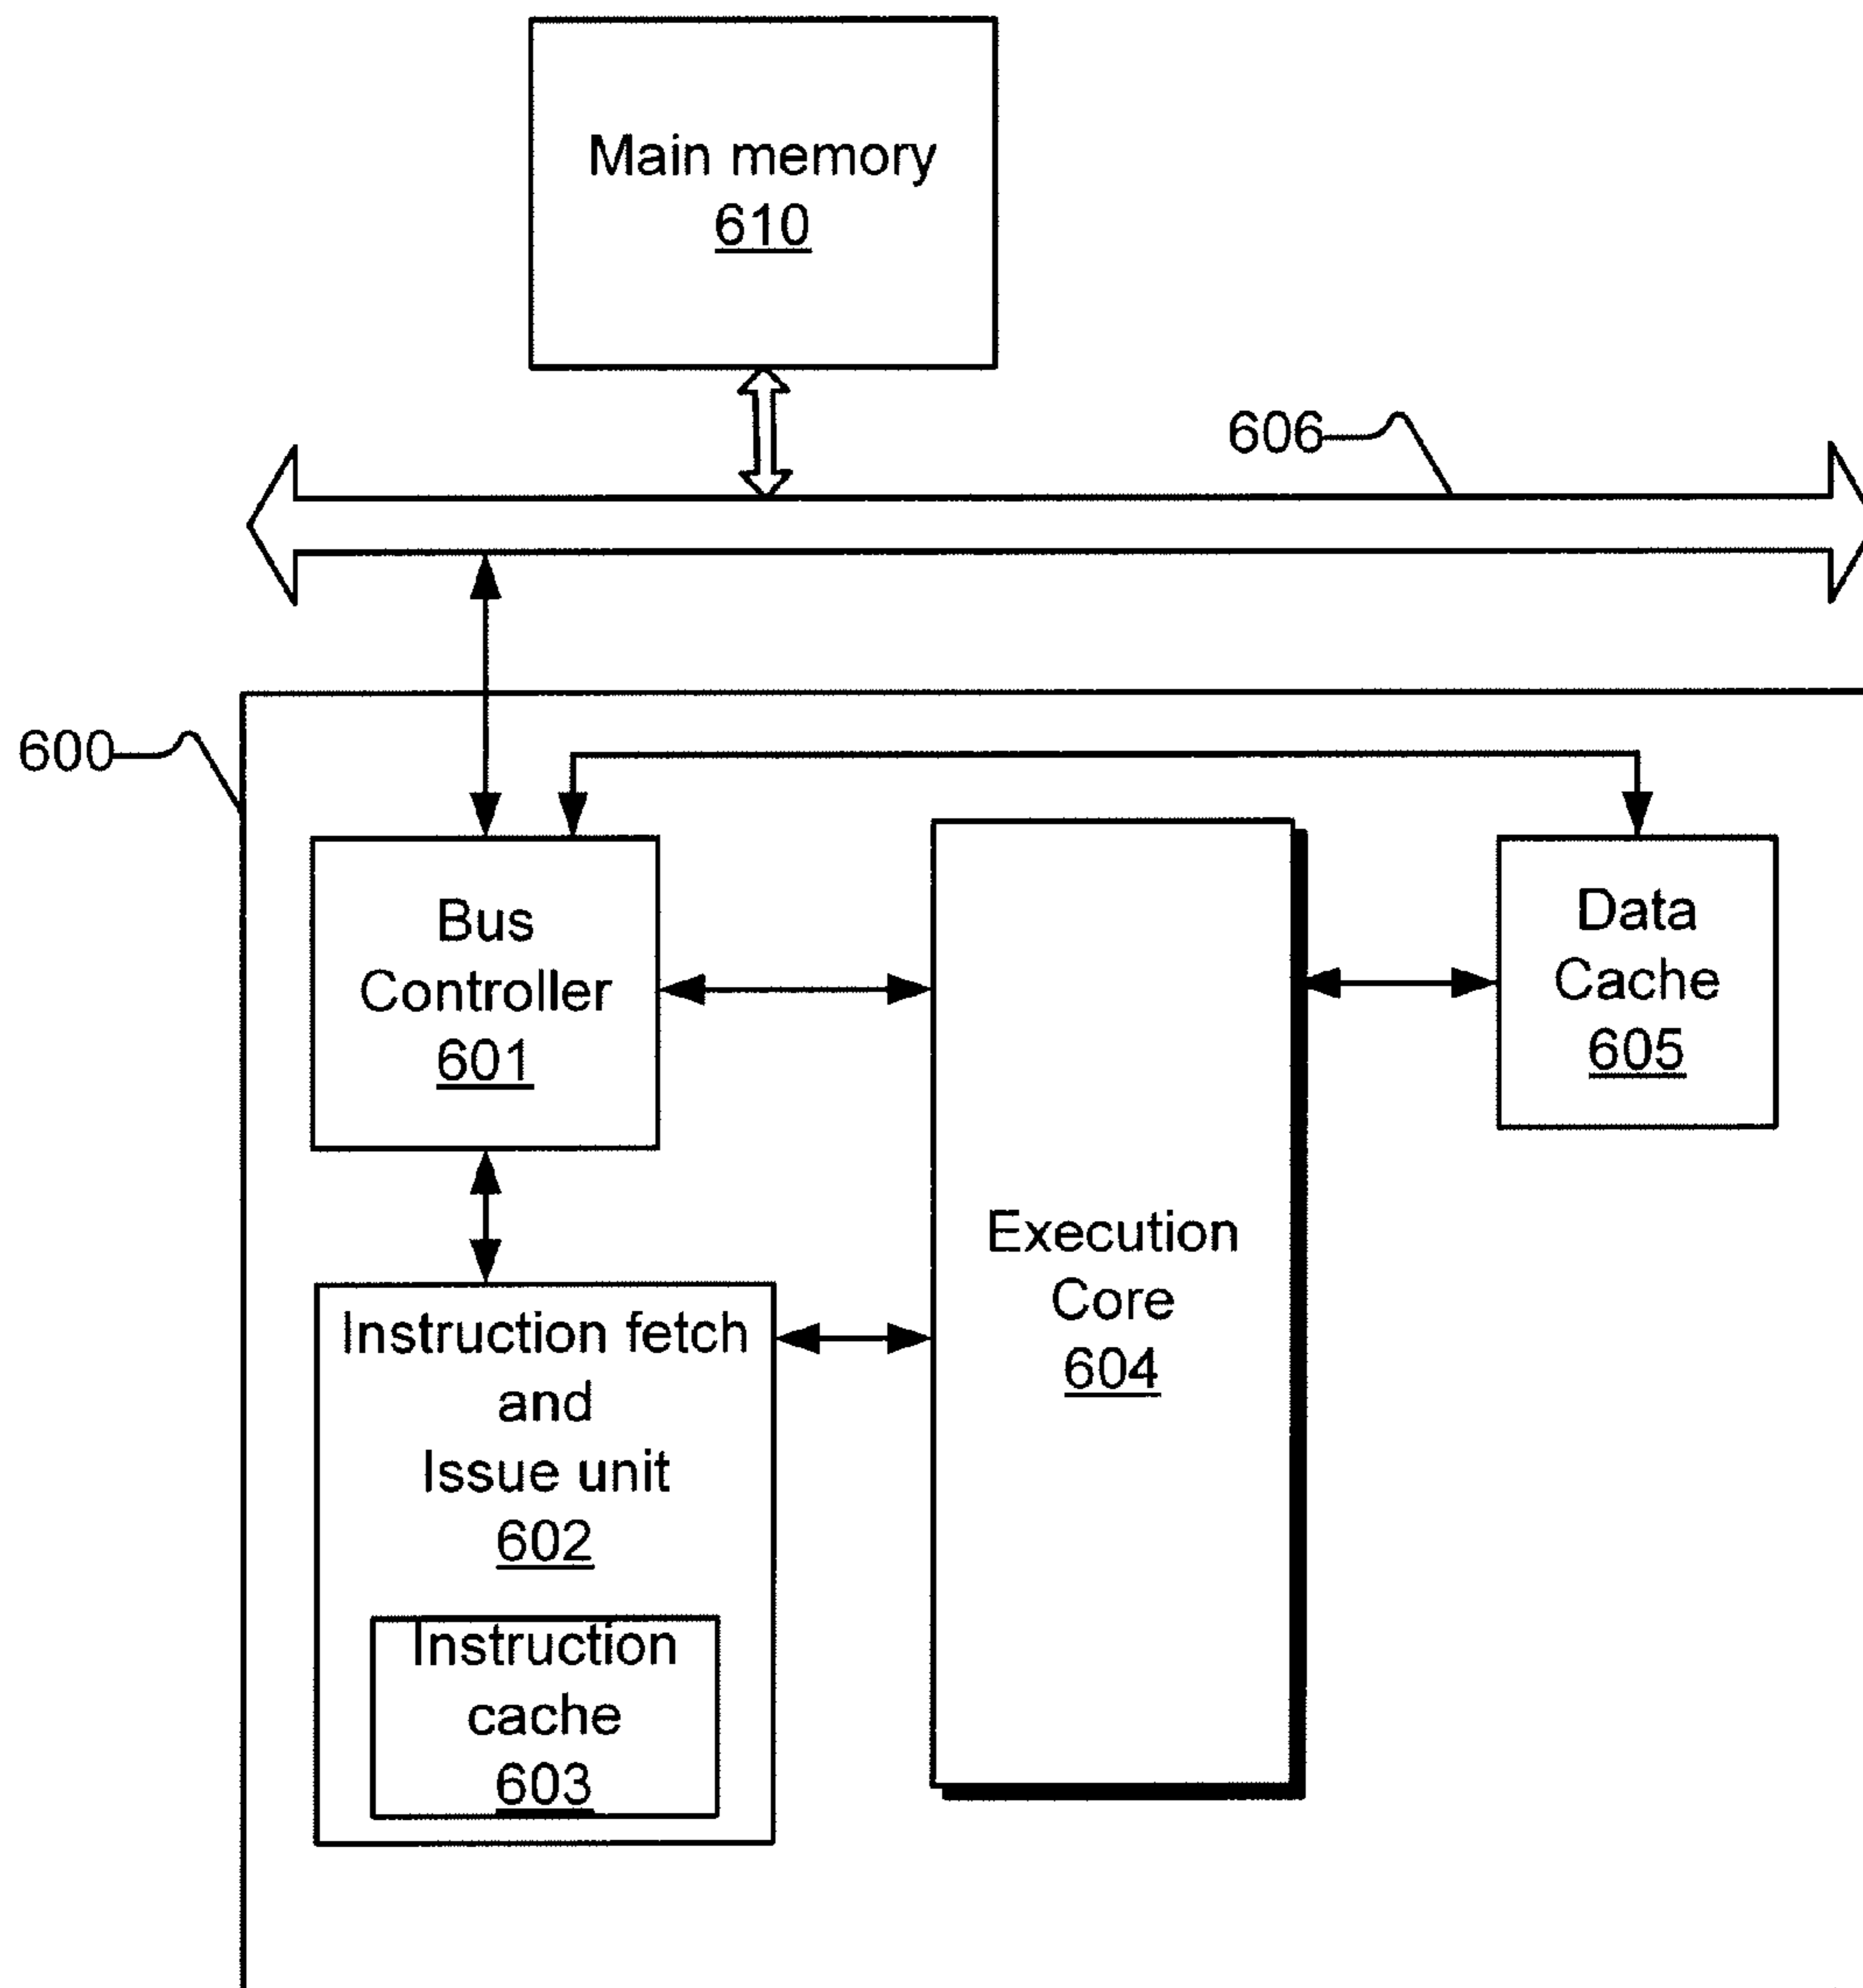 Main memory
610
606
600
Bus
Controller
601
Execution
Core
604
Data
Cache
605
Instruction fetch
and
Issue unit
602
Instruction
cache
603